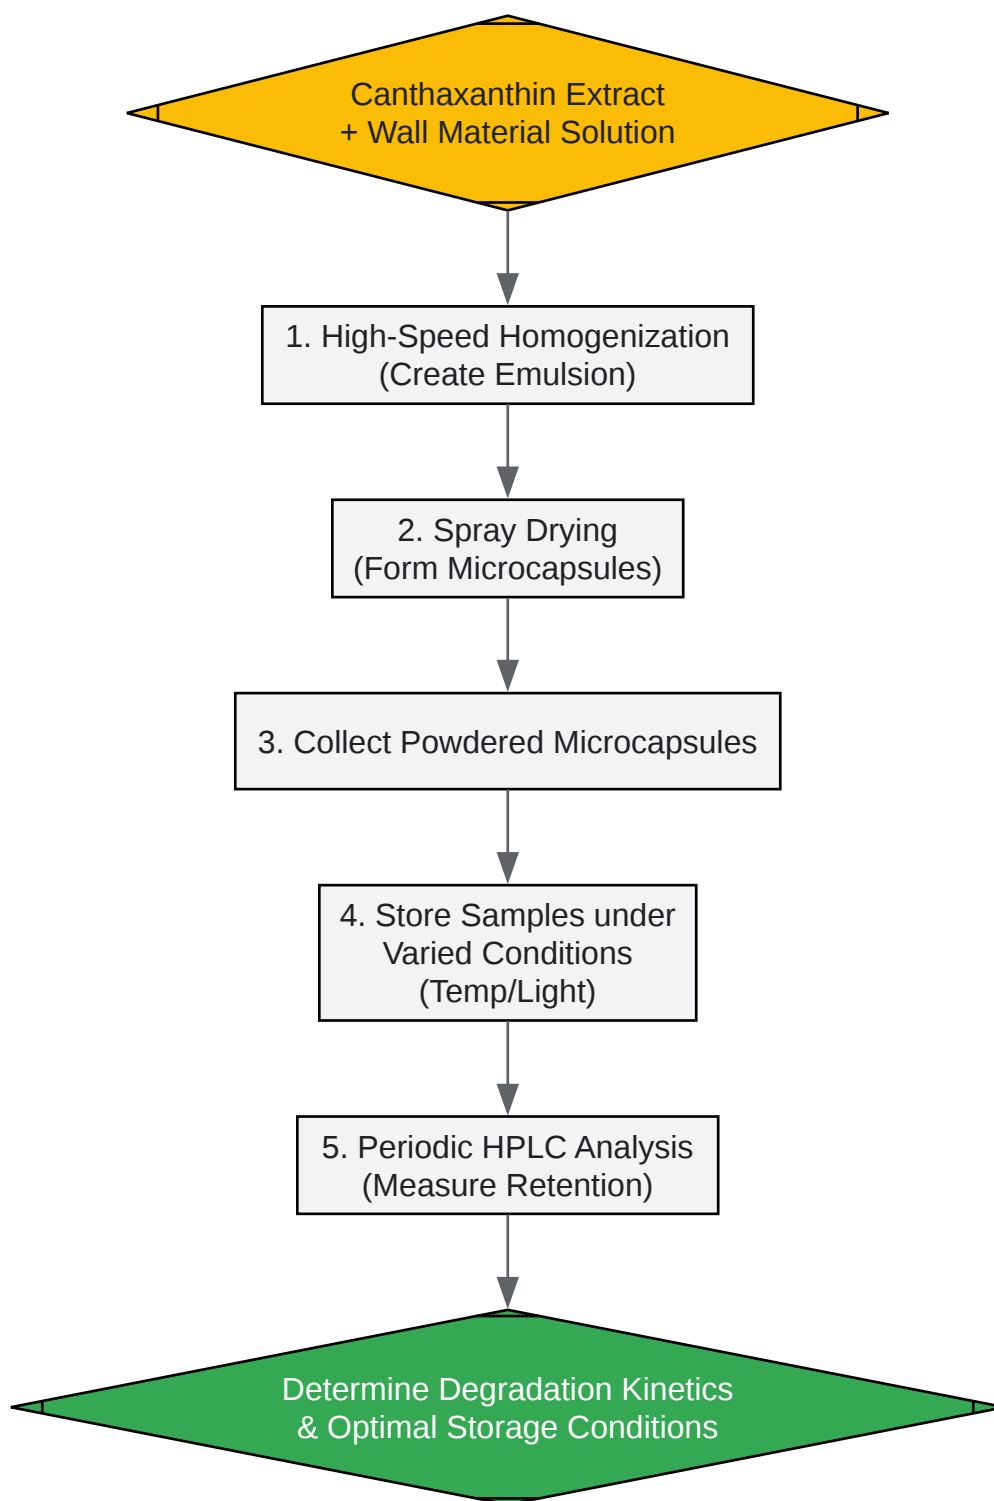 Canthaxanthin Extract
+ Wall Material Solution
1. High-Speed Homogenization
(Create Emulsion)
2. Spray Drying
(Form Microcapsules)
3. Collect Powdered Microcapsules
4. Store Samples under
Varied Conditions
(Temp/Light)
5. Periodic HPLC Analysis
(Measure Retention)
Determine Degradation Kinetics
& Optimal Storage Conditions